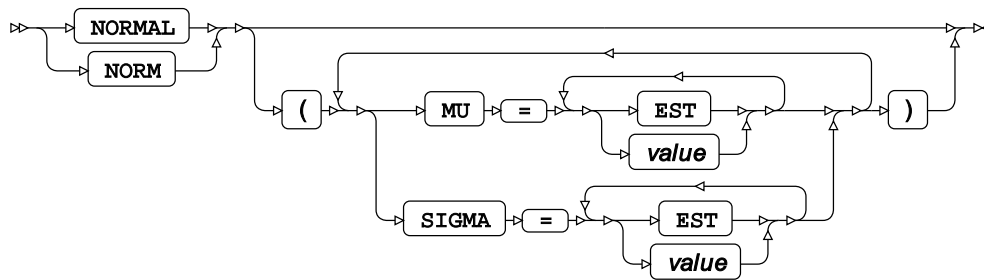 NORMAL
NORM
( MU = EST )
value
SIGMA = EST
value